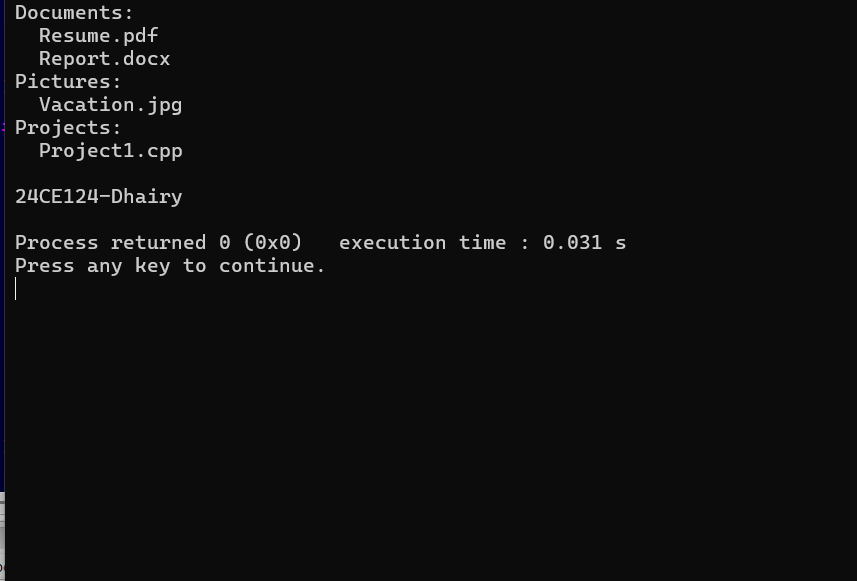 Documents:
  Resume.pdf
  Report.docx
Pictures:
  Vacation.jpg
Projects:
  Project1.cpp

24CE124-Dhairy

Process returned 0 (0x0)   execution time : 0.031 s
Press any key to continue.